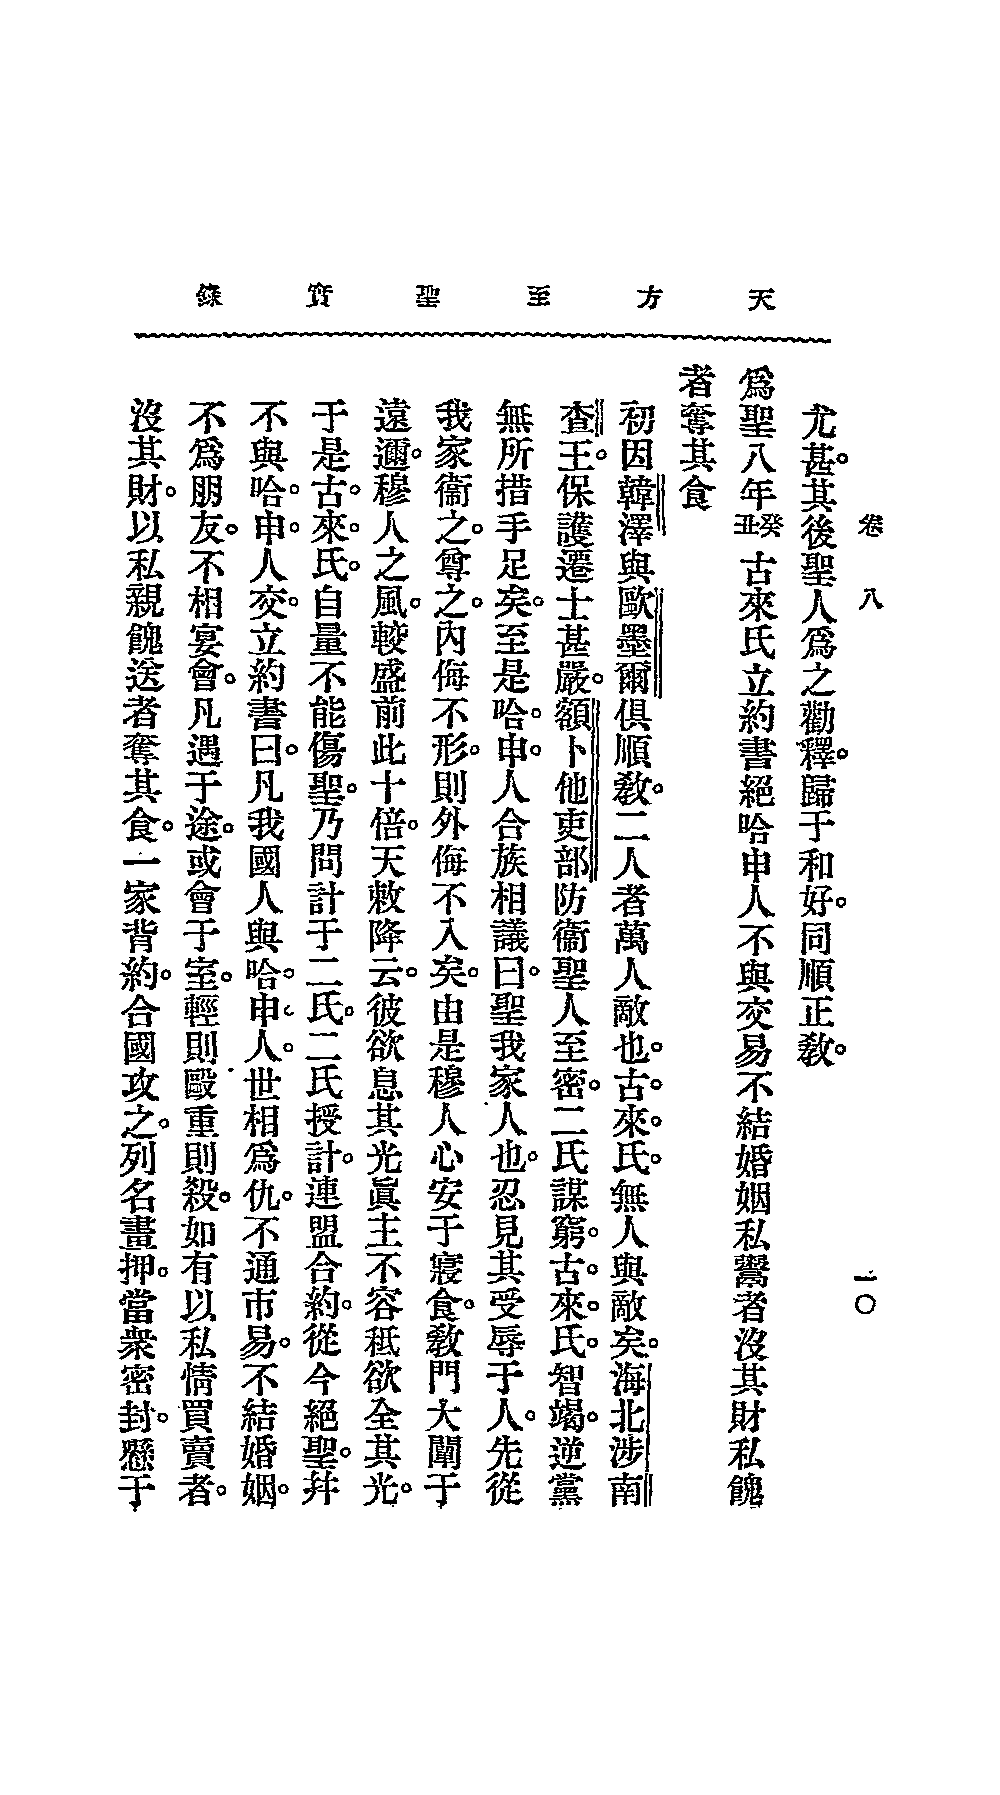 天方至聖實錄
卷八
一〇
尤甚。其後聖人爲之勸釋。歸于和好。同順正教。
爲聖八年癸丑古來氏立約書絕哈申人不與交易不結婚姻私鬻者沒其財私餽
者奪其食
初因韓澤與歐墨爾俱順教。二人者萬人敵也。古。來。氏。無人與敵矣。海北涉南
查王。保護遷士甚嚴。額卜他吏部防衞聖人至密。二氏謀窮。古。來。氏。智竭。逆黨
無所措手足矣。至是哈。申。人合族相議曰。聖我家人也。忍見其受辱于人。先從
我家衞之。尊之。內侮不形。則外侮不入矣。由是穆人心安于寢食。敎門大闡于
遠邇。穆人之風。較盛前此十倍。天敕降云。彼欲息其光眞主不容秪欲全其光。
于是古。來。氏。自量不能傷聖。乃問計于二氏。二氏授計。連盟合約。從今絕聖。幷
不與哈。申。人交。立約書曰。凡我國人與哈。申。人。世相爲仇。不通市易。不結婚姻。
不爲朋友。不相宴會。凡遇于途。或會于室。輕則毆重則殺。如有以私情買賣者。
沒其財。以私親餽送者奪其食。一家背約。合國攻之。列名畫押。當衆密封。懸于